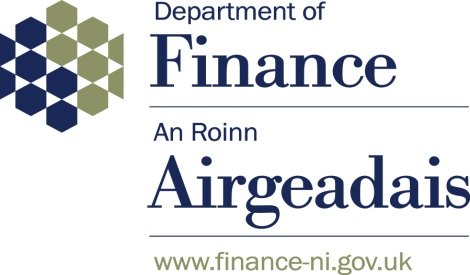 Department of
Finance
An Roinn
Airgeadais
www.finance-ni.gov.uk